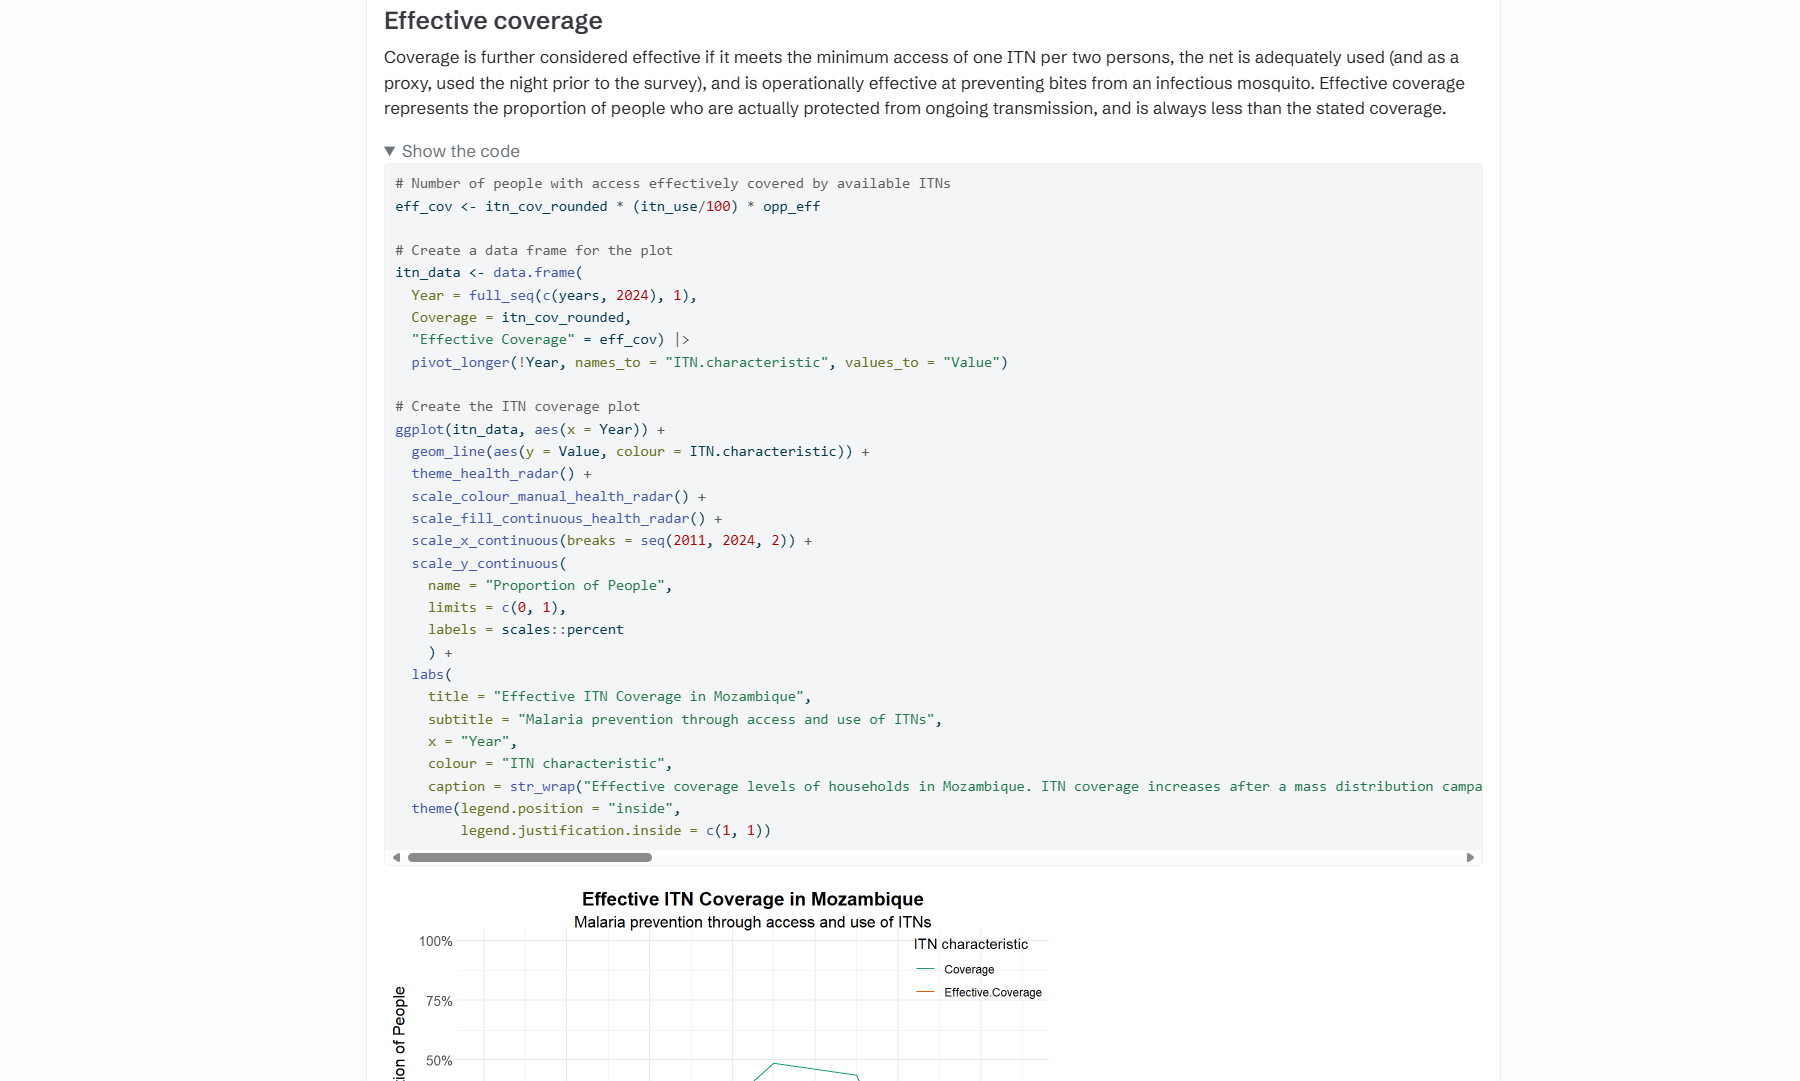 Effective coverage
Coverage is further considered effective if it meets the minimum access of one ITN per two persons, the net is adequately used (and as a
proxy, used the night prior to the survey), and is operationally effective at preventing bites from an infectious mosquito. Effective coverage
represents the proportion of people who are actually protected from ongoing transmission, and is always less than the stated coverage.
▼ Show the code
# Number of people with access effectively covered by available ITNs
eff_cov <- itn_cov_rounded * (itn_use/100) * opp_eff
# Create a data frame for the plot
itn_data <- data.frame(
  Year = full_seq(c(years, 2024), 1),
  Coverage = itn_cov_rounded,
  "Effective Coverage" = eff_cov) |>
  pivot_longer(!Year, names_to = "ITN.characteristic", values_to = "Value")
# Create the ITN coverage plot
ggplot(itn_data, aes(x = Year)) +
  geom_line(aes(y = Value, colour = ITN.characteristic)) +
  theme_health_radar() +
  scale_colour_manual_health_radar() +
  scale_fill_continuous_health_radar() +
  scale_x_continuous(breaks = seq(2011, 2024, 2)) +
  scale_y_continuous(
    name = "Proportion of People",
    limits = c(0, 1),
    labels = scales::percent
    ) +
  labs(
    title = "Effective ITN Coverage in Mozambique",
    subtitle = "Malaria prevention through access and use of ITNs",
    x = "Year",
    colour = "ITN characteristic",
    caption = str_wrap("Effective coverage levels of households in Mozambique. ITN coverage increases after a mass distribution campa
  theme(legend.position = "inside",
        legend.justification.inside = c(1, 1))
Effective ITN Coverage in Mozambique
Malaria prevention through access and use of ITNs
ITN characteristic
Coverage
Effective.Coverage
100%
75%
50%
tion of People